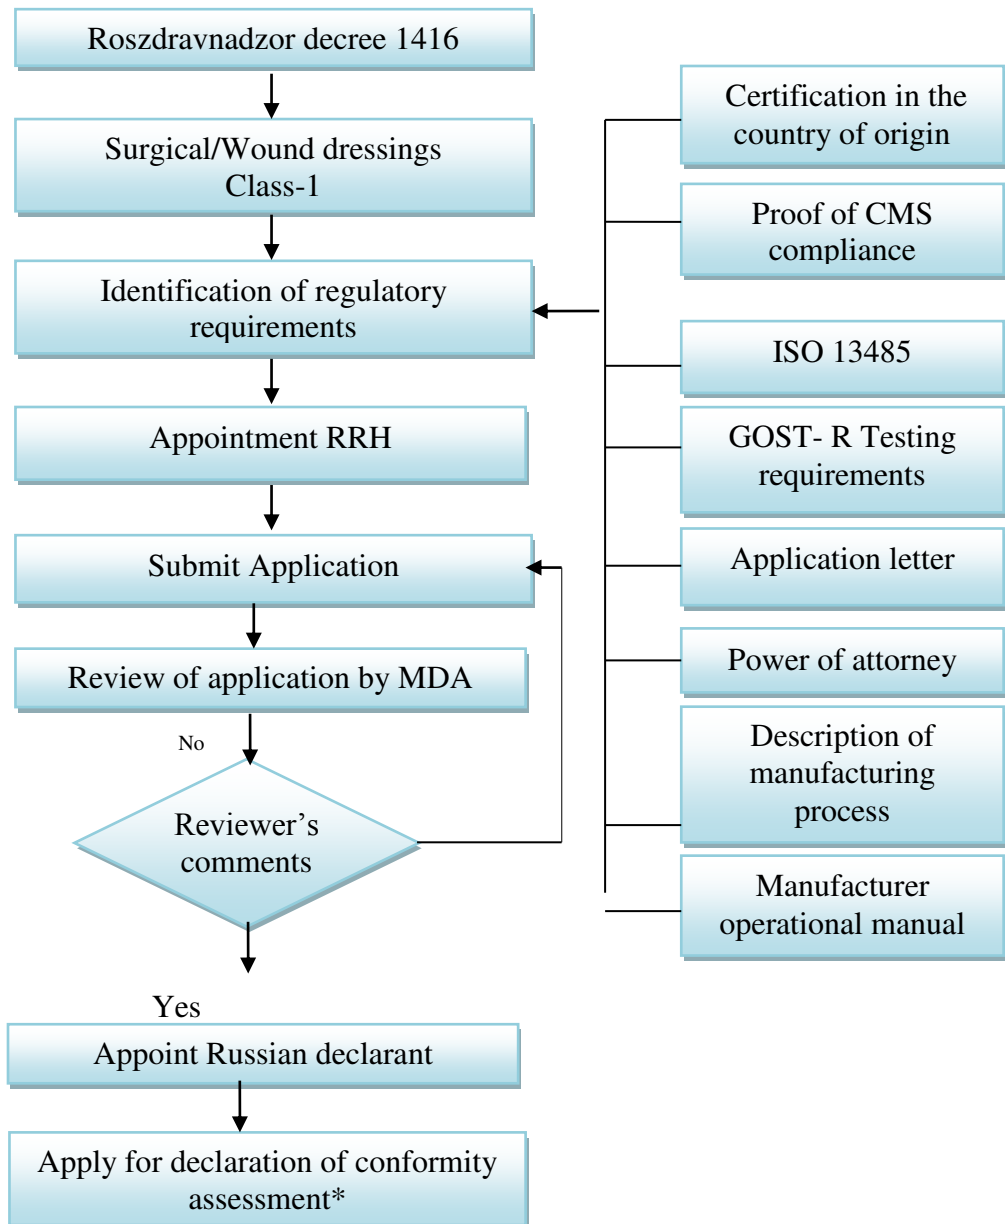 Roszdravnadzor decree 1416
Surgical/Wound dressings
Class-1
Identification of regulatory
requirements
Appointment RRH
Submit Application
Review of application by MDA
No
Reviewer's
comments
Yes
Appoint Russian declarant
Apply for declaration of conformity
assessment*
Certification in the
country of origin
Proof of CMS
compliance
ISO 13485
GOST- R Testing
requirements
Application letter
Power of attorney
Description of
manufacturing
process
Manufacturer
operational manual